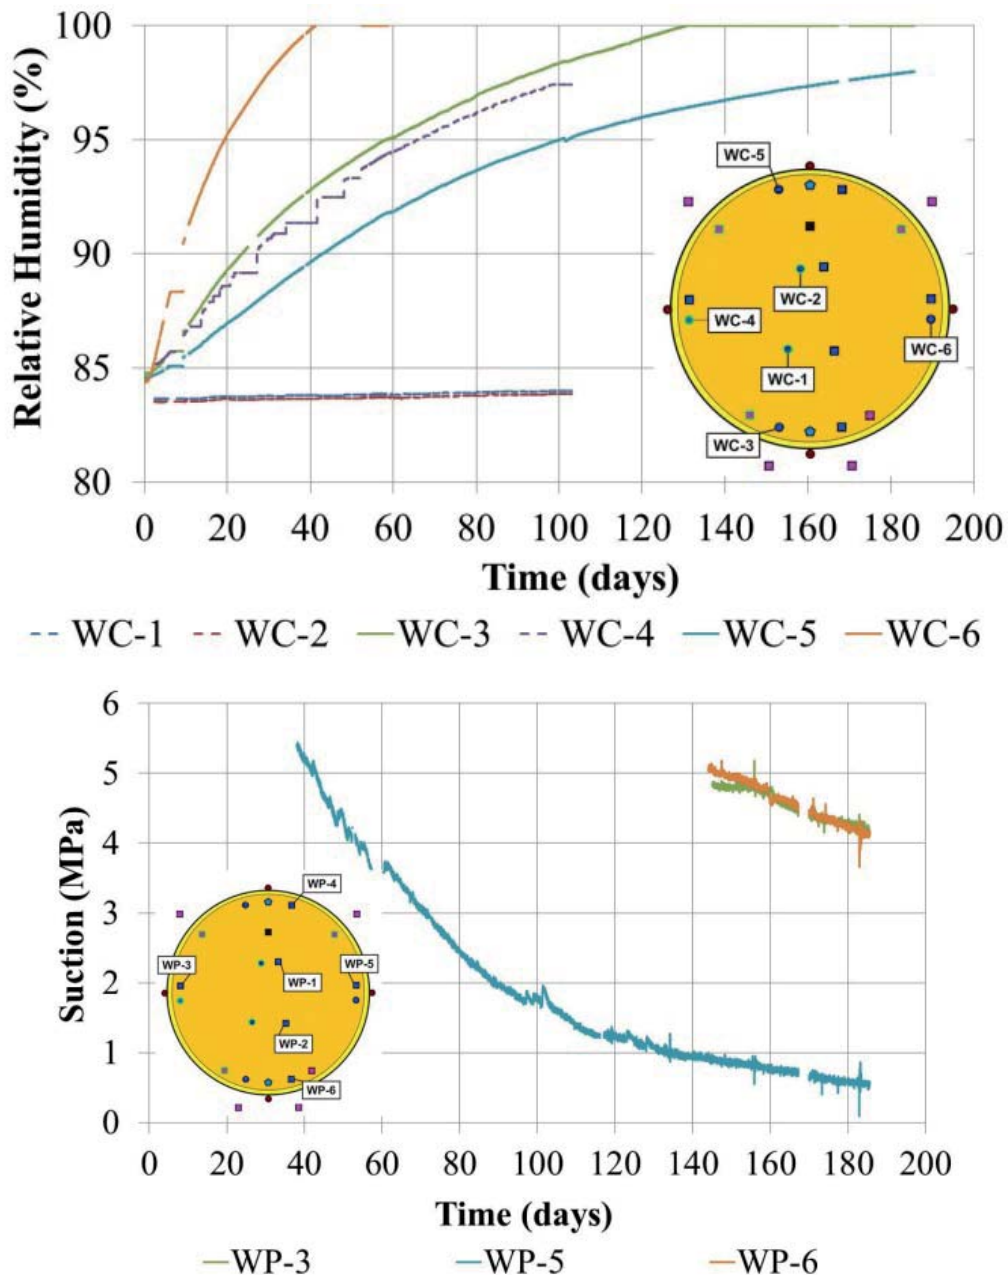 Relative Humidity (%)
100
95
90
85
80
WC-5
WC-2
WC-4
WC-6
WC-1
WC-3
0 20 40 60 80 100 120 140 160 180 200
Time (days)
WC-1 WC-2 WC-3 WC-4 WC-5 WC-6
Suction (MPa)
6
5
4
3
2
1
0
WP-4
WP-3
WP-5
WP-1
WP-2
WP-6
0 20 40 60 80 100 120 140 160 180 200
Time (days)
WP-3 WP-5 WP-6